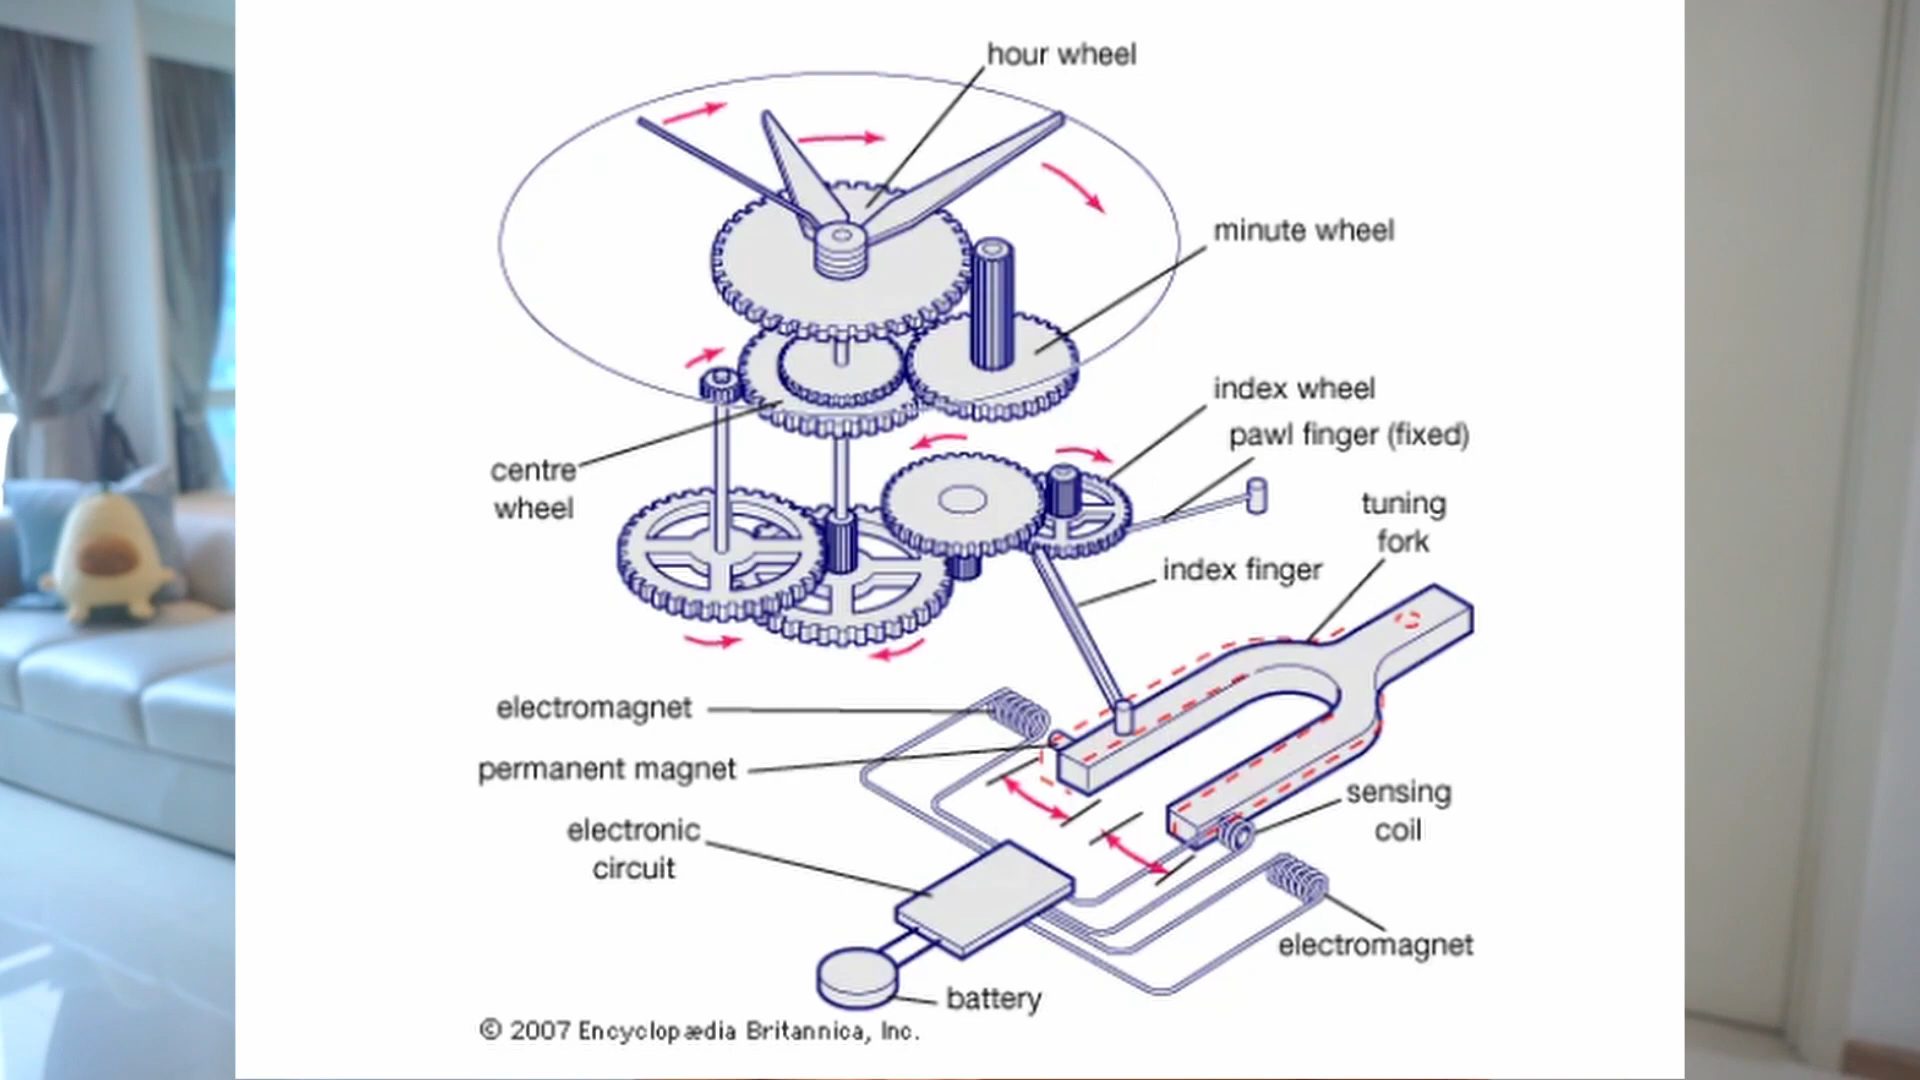 hour wheel
minute wheel
index wheel
pawl finger (fixed)
centre
wheel
tuning
fork
index finger
electromagnet
permanent magnet
sensing
coil
electronic
circuit
electromagnet
battery
© 2007 Encyclopædia Britannica, Inc.